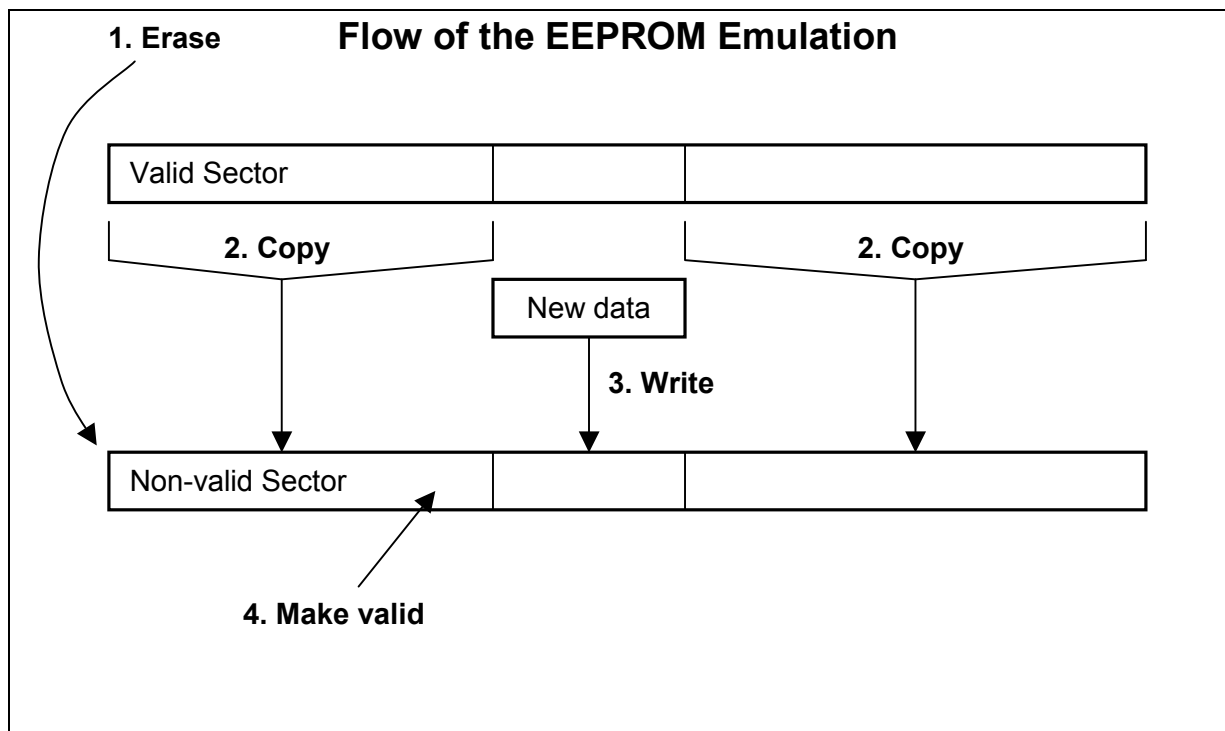 Flow of the EEPROM Emulation
1. Erase
Valid Sector
2. Copy
2. Copy
New data
3. Write
Non-valid Sector
4. Make valid